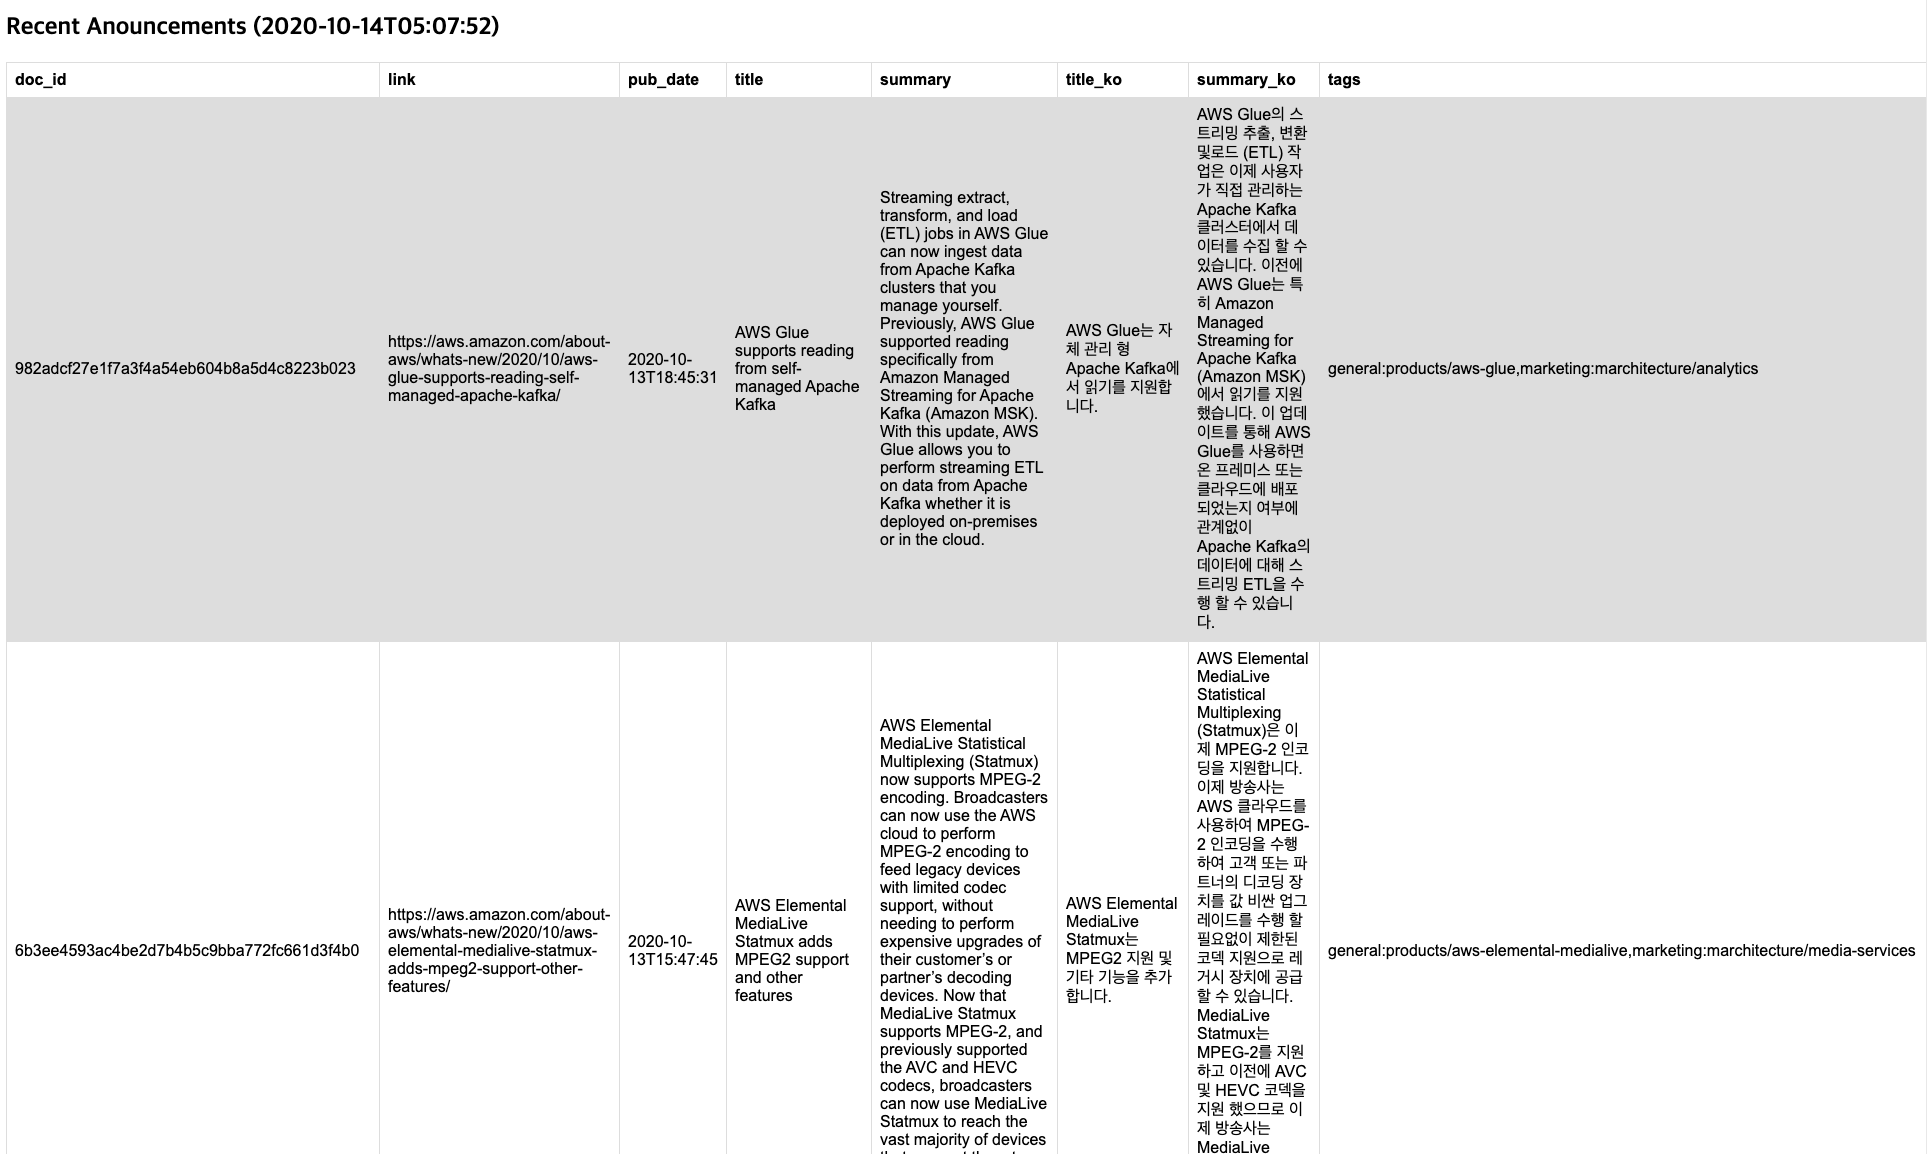 Recent Anouncements (2020-10-14T05:07:52)
doc_id
link
pub_date
title
summary
title_ko
summary_ko
tags
982adcf27e1f7a3f4a54eb604b8a5d4c8223b023
https://aws.amazon.com/about-
aws/whats-new/2020/10/aws-
glue-supports-reading-self-
managed-apache-kafka/
2020-10-
13T18:45:31
AWS Glue
supports reading
from self-
managed Apache
Kafka
Streaming extract,
transform, and load
(ETL) jobs in AWS Glue
can now ingest data
from Apache Kafka
clusters that you
manage yourself.
Previously, AWS Glue
supported reading
specifically from
Amazon Managed
Streaming for Apache
Kafka (Amazon MSK).
With this update, AWS
Glue allows you to
perform streaming ETL
on data from Apache
Kafka whether it is
deployed on-premises
or in the cloud.
AWS Glue는 자
체 관리 형
Apache Kafka에
서 읽기를 지원합
니다.
AWS Glue의 스
트리밍 추출, 변환
및로드 (ETL) 작
업은 이제 사용자
가 직접 관리하는
Apache Kafka
클러스터에서 데
이터를 수집 할 수
있습니다. 이전에
AWS Glue는 특
히 Amazon
Managed
Streaming for
Apache Kafka
(Amazon MSK)
에서 읽기를 지원
했습니다. 이 업데
이트를 통해 AWS
Glue를 사용하면
온 프레미스 또는
클라우드에 배포
되었는지 여부에
관계없이
Apache Kafka의
데이터에 대해 스
트리밍 ETL을 수
행 할 수 있습니
다.
general:products/aws-glue,marketing:marchitecture/analytics
6b3ee4593ac4be2d7b4b5c9bba772fc661d3f4b0
https://aws.amazon.com/about-
aws/whats-new/2020/10/aws-
elemental-medialive-statmux-
adds-mpeg2-support-other-
features/
2020-10-
13T15:47:45
AWS Elemental
MediaLive
Statmux adds
MPEG2 support
and other
features
AWS Elemental
MediaLive Statistical
Multiplexing (Statmux)
now supports MPEG-2
encoding. Broadcasters
can now use the AWS
cloud to perform
MPEG-2 encoding to
feed legacy devices
with limited codec
support, without
needing to perform
expensive upgrades of
their customer’s or
partner’s decoding
devices. Now that
MediaLive Statmux
supports MPEG-2, and
previously supported
the AVC and HEVC
codecs, broadcasters
can now use MediaLive
Statmux to reach the
vast majority of devices
AWS Elemental
MediaLive
Statmux는
MPEG2 지원 및
기타 기능을 추가
합니다.
AWS Elemental
MediaLive
Statistical
Multiplexing
(Statmux)은 이
제 MPEG-2 인코
딩을 지원합니다.
이제 방송사는
AWS 클라우드를
사용하여 MPEG-
2 인코딩을 수행
하여 고객 또는 파
트너의 디코딩 장
치를 값 비싼 업그
레이드를 수행 할
필요없이 제한된
코덱 지원으로 레
거시 장치에 공급
할 수 있습니다.
MediaLive
Statmux는
MPEG-2를 지원
하고 이전에 AVC
및 HEVC 코덱을
지원 했으므로 이
제 방송사는
MediaLive
general:products/aws-elemental-medialive,marketing:marchitecture/media-services